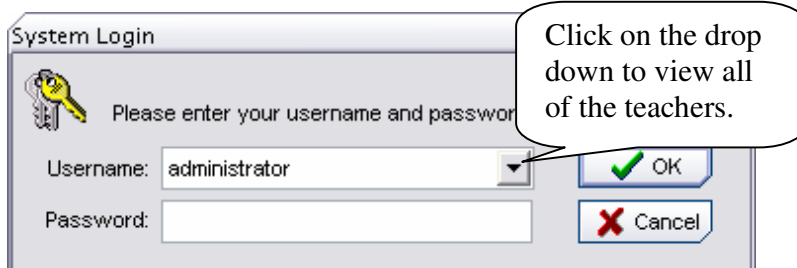 System Login
Click on the drop
down to view all
of the teachers.
Please enter your username and passwor
Username: administrator
OK
Password:
Cancel